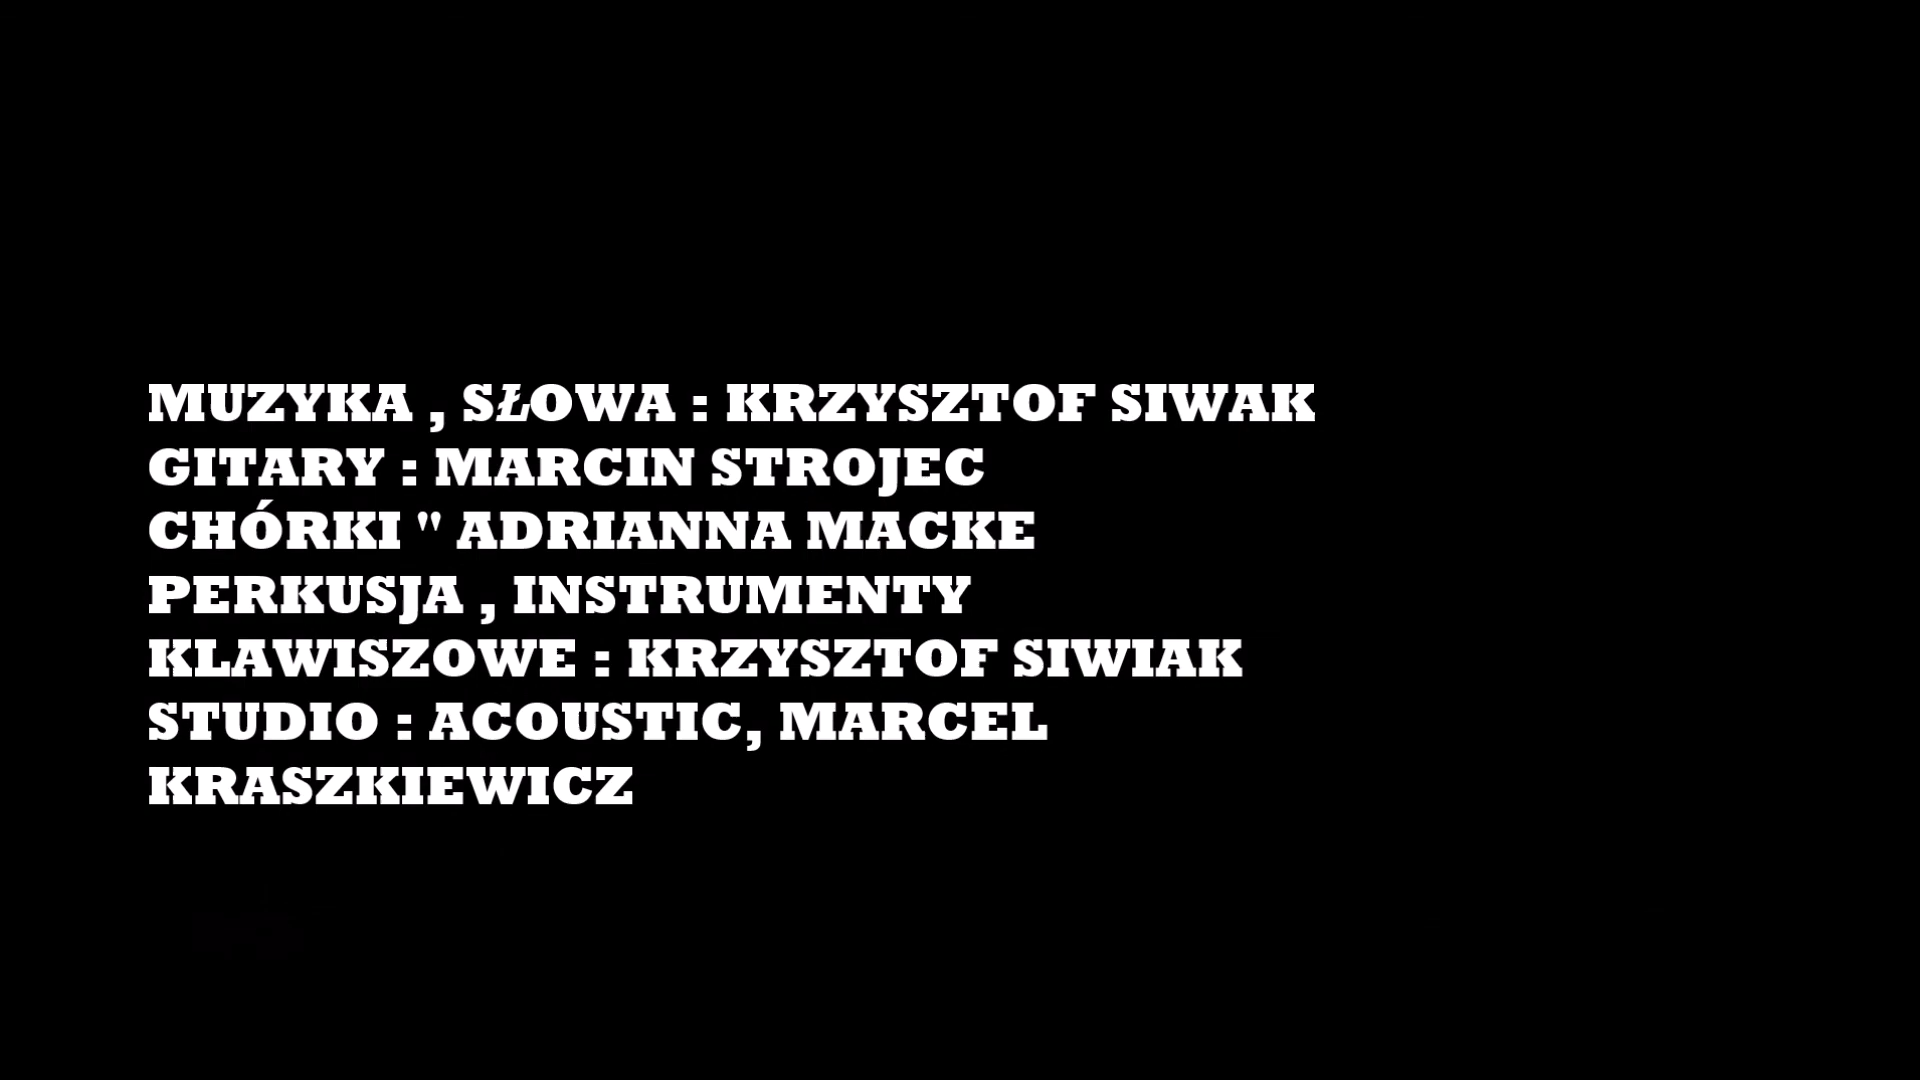 MUZYKA , SŁOWA : KRZYSZTOF SIWAK
GITARY : MARCIN STROJEC
CHÓRKI " ADRIANNA MACKE
PERKUSJA , INSTRUMENTY
KLAWISZOWE : KRZYSZTOF SIWIAK
STUDIO : ACOUSTIC, MARCEL
KRASZKIEWICZ